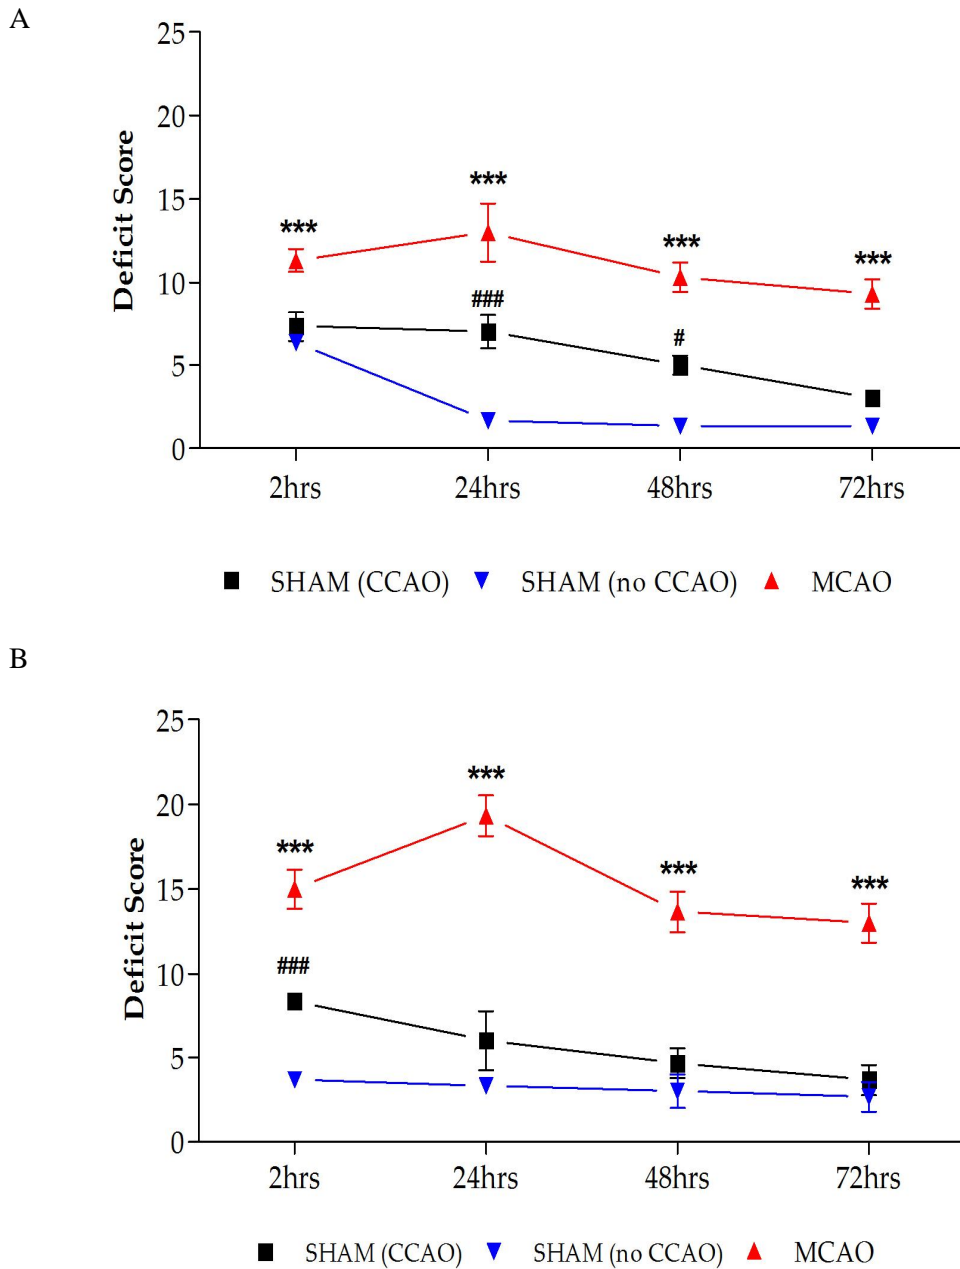 A
25
20
15
10
5
0
Deficit Score
***
***
***
***
###
#
2hrs 24hrs 48hrs 72hrs
SHAM (CCAO) SHAM (no CCAO) MCAO
B
25
20
15
10
5
0
Deficit Score
***
***
***
***
###
2hrs 24hrs 48hrs 72hrs
SHAM (CCAO) SHAM (no CCAO) MCAO